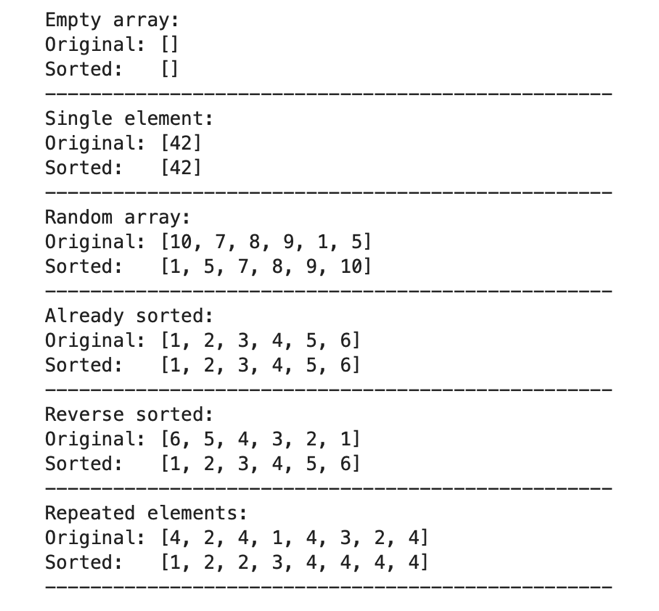 Empty array:
Original: []
Sorted:   []
--------------------------------------------------
Single element:
Original: [42]
Sorted:   [42]
--------------------------------------------------
Random array:
Original: [10, 7, 8, 9, 1, 5]
Sorted:   [1, 5, 7, 8, 9, 10]
--------------------------------------------------
Already sorted:
Original: [1, 2, 3, 4, 5, 6]
Sorted:   [1, 2, 3, 4, 5, 6]
--------------------------------------------------
Reverse sorted:
Original: [6, 5, 4, 3, 2, 1]
Sorted:   [1, 2, 3, 4, 5, 6]
--------------------------------------------------
Repeated elements:
Original: [4, 2, 4, 1, 4, 3, 2, 4]
Sorted:   [1, 2, 2, 3, 4, 4, 4, 4]
--------------------------------------------------